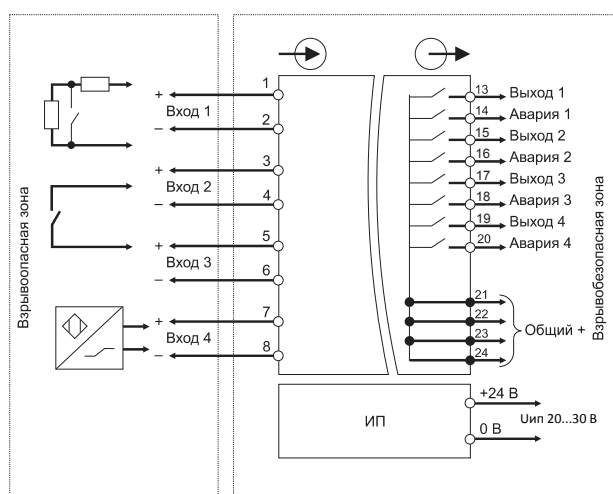 Взрывоопасная зона
+
Вход 1
–
+
Вход 2
–
+
Вход 3
–
+
Вход 4
–
1
2
3
4
5
6
7
8
13 Выход 1
14 Авария 1
15 Выход 2
16 Авария 2
17 Выход 3
18 Авария 3
19 Выход 4
20 Авария 4
21
22
23
24
Общий +
Взрывобезопасная зона
ИП
+24 В
Uип 20...30 В
0 В